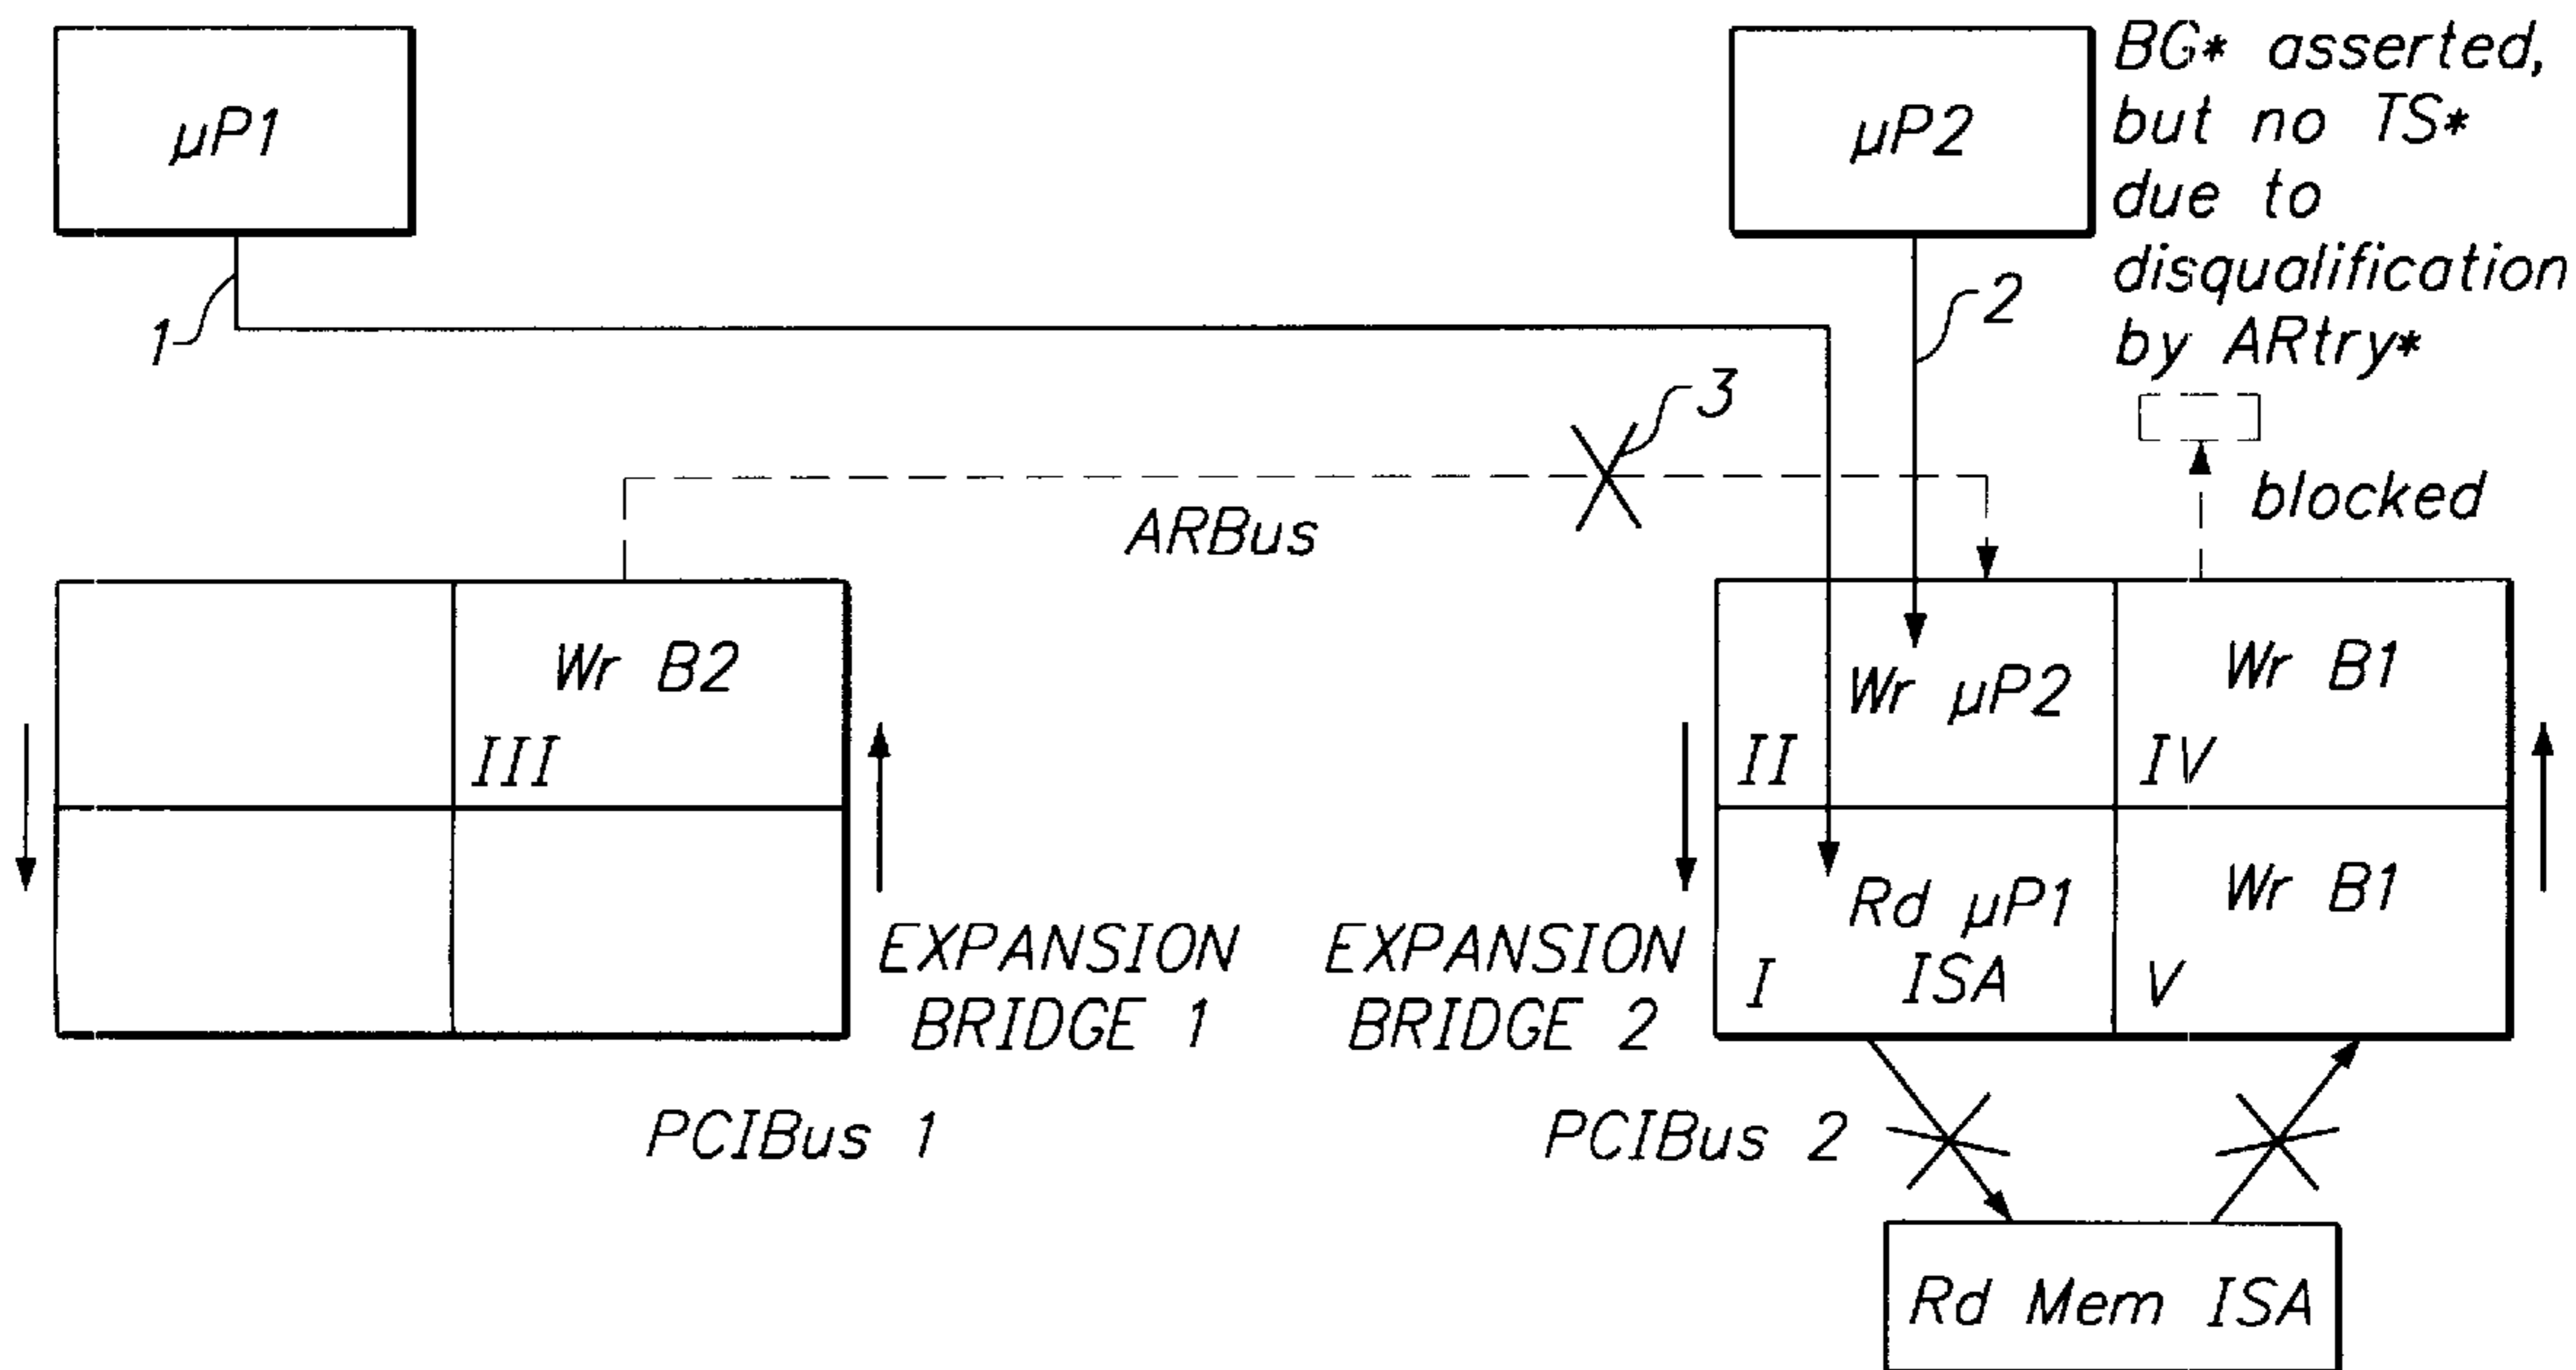 µP1
µP2
BG* asserted,
but no TS*
due to
disqualification
by ARtry*
1
2
3
ARBus
blocked
Wr B2
III
Wr µP2
II
Wr B1
IV
Rd µP1
ISA
I
Wr B1
V
EXPANSION
BRIDGE 1
EXPANSION
BRIDGE 2
PCIBus 1
PCIBus 2
Rd Mem ISA